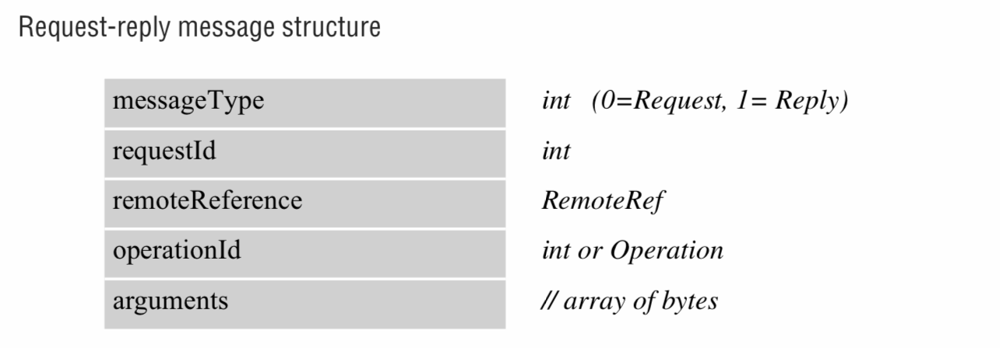 Request-reply message structure
messageType int (0=Request, 1= Reply)
requestId int
remoteReference RemoteRef
operationId int or Operation
arguments // array of bytes